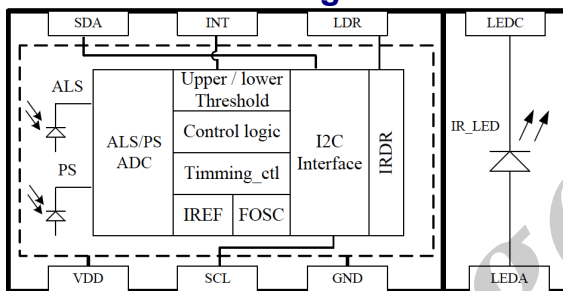 SDA INT LDR LEDC
ALS
Upper / lower
Threshold
ALS/PS
ADC
Control logic
I2C
Interface
IRDR
IR_LED
PS
Timming_ctl
IREF FOSC
VDD SCL GND LEDA